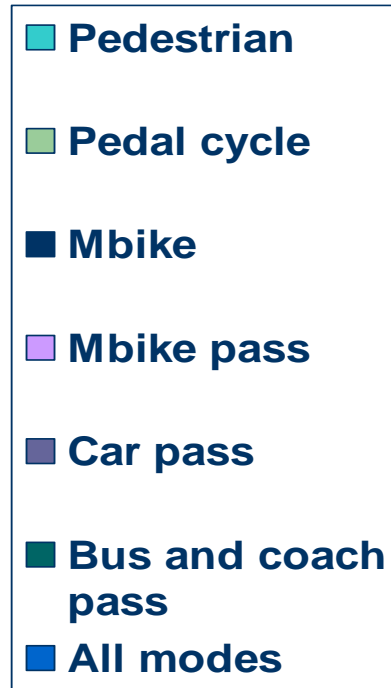 Pedestrian
Pedal cycle
Mbike
Mbike pass
Car pass
Bus and coach
pass
All modes